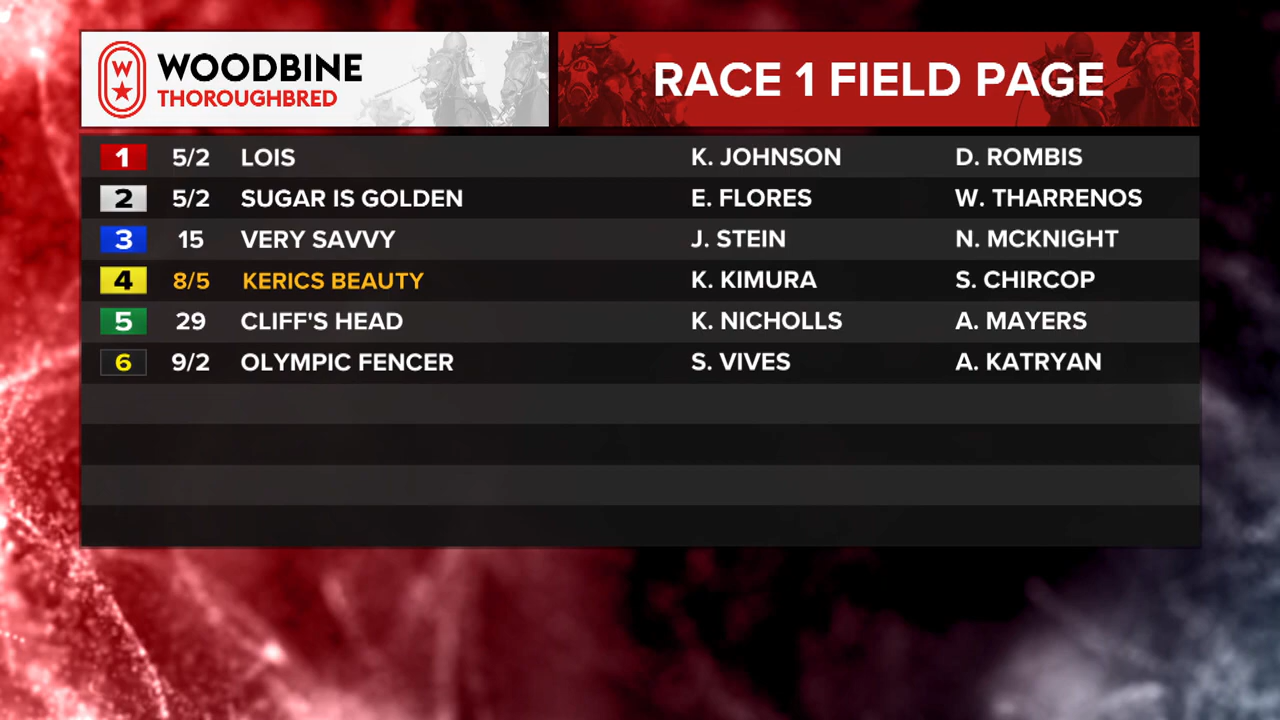 W
WOODBINE
THOROUGHBRED
RACE 1 FIELD PAGE
1 5/2 LOIS K. JOHNSON D. ROMBIS
2 5/2 SUGAR IS GOLDEN E. FLORES W. THARRENOS
3 15 VERY SAVVY J. STEIN N. MCKNIGHT
4 8/5 KERICS BEAUTY K. KIMURA S. CHIRCOP
5 29 CLIFF'S HEAD K. NICHOLLS A. MAYERS
6 9/2 OLYMPIC FENCER S. VIVES A. KATRYAN